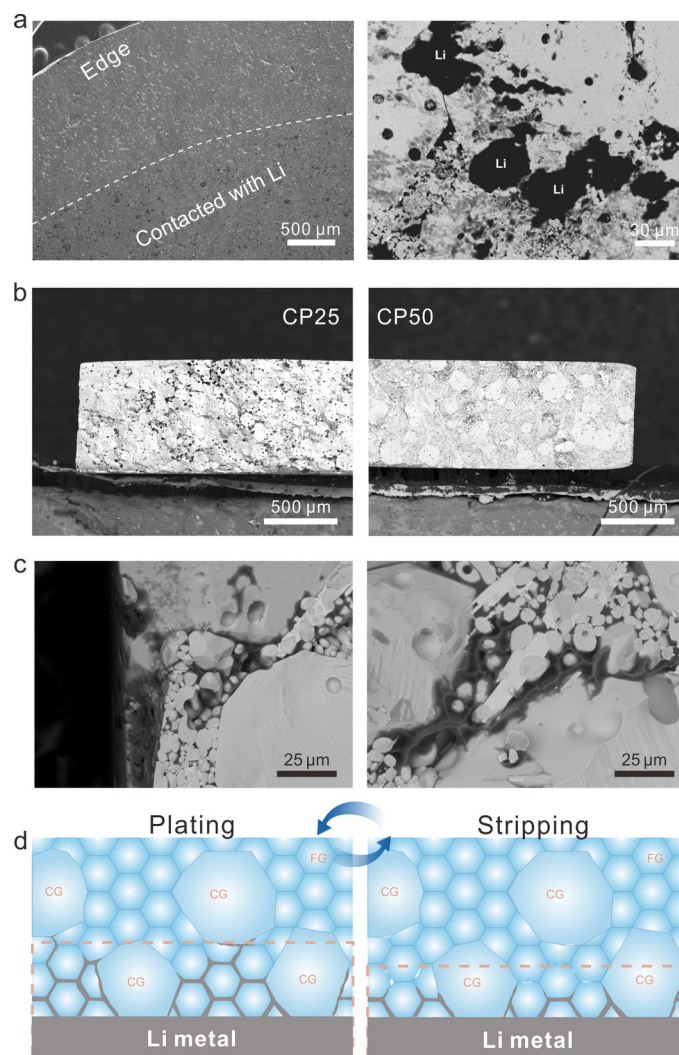 a
Edge
Contacted with Li
500 µm
Li
Li
Li
30 µm
b
CP25
500 µm
CP50
500 µm
c
25 µm
25 µm
Plating
Stripping
d
CG
CG
FG
CG
CG
Li metal
CG
CG
FG
CG
CG
Li metal